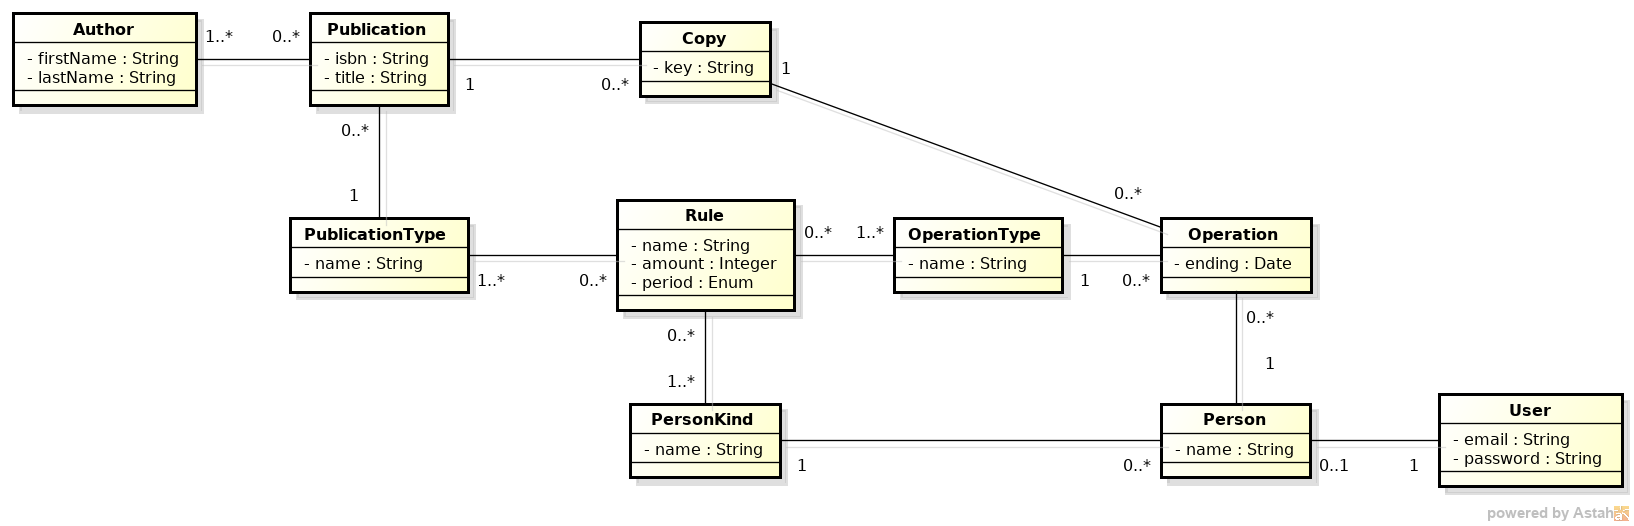 Author
- firstName : String
- lastName : String
1..*
0..*
Publication
- isbn : String
- title : String
1
0..*
Copy
- key : String
1
0..*
0..*
1
PublicationType
- name : String
1..*
0..*
Rule
- name : String
- amount : Integer
- period : Enum
0..*
1..*
OperationType
- name : String
1
0..*
Operation
- ending : Date
0..*
1
0..*
1..*
PersonKind
- name : String
1
0..*
Person
- name : String
0..1
1
User
- email : String
- password : String
powered by Astah